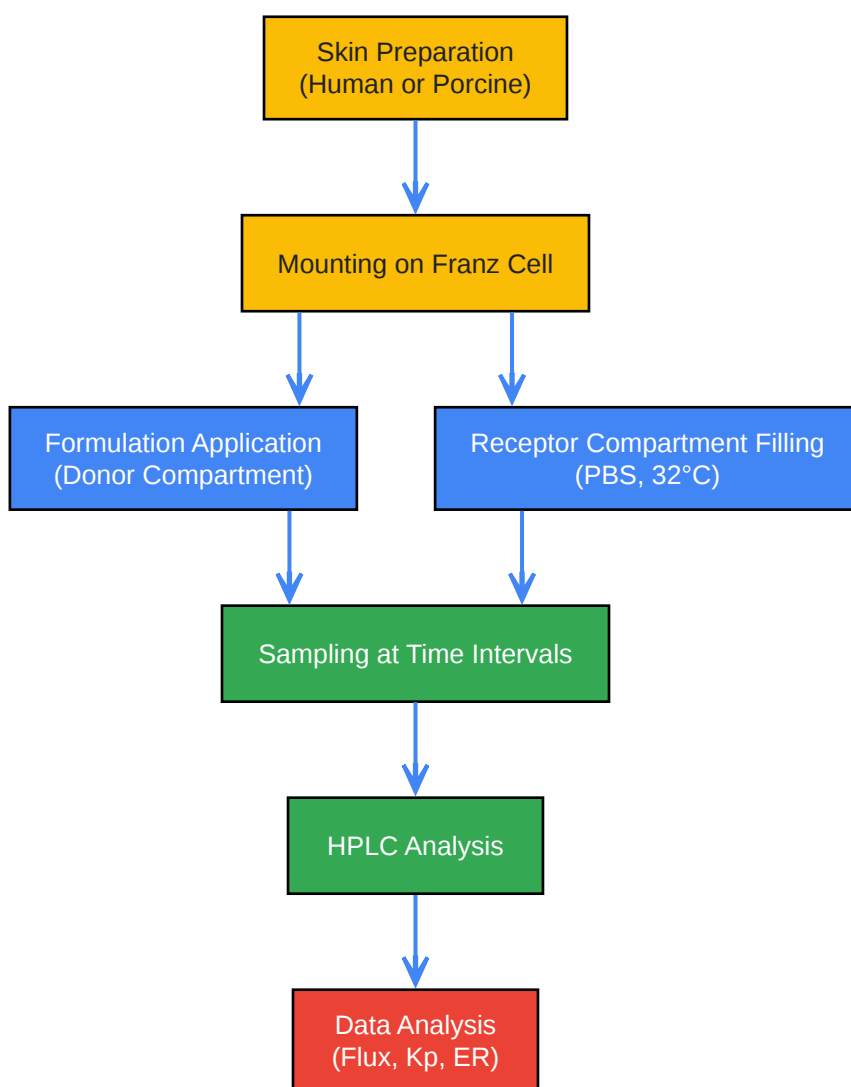 Skin Preparation
(Human or Porcine)
Mounting on Franz Cell
Formulation Application
(Donor Compartment)
Receptor Compartment Filling
(PBS, 32°C)
Sampling at Time Intervals
HPLC Analysis
Data Analysis
(Flux, Kp, ER)